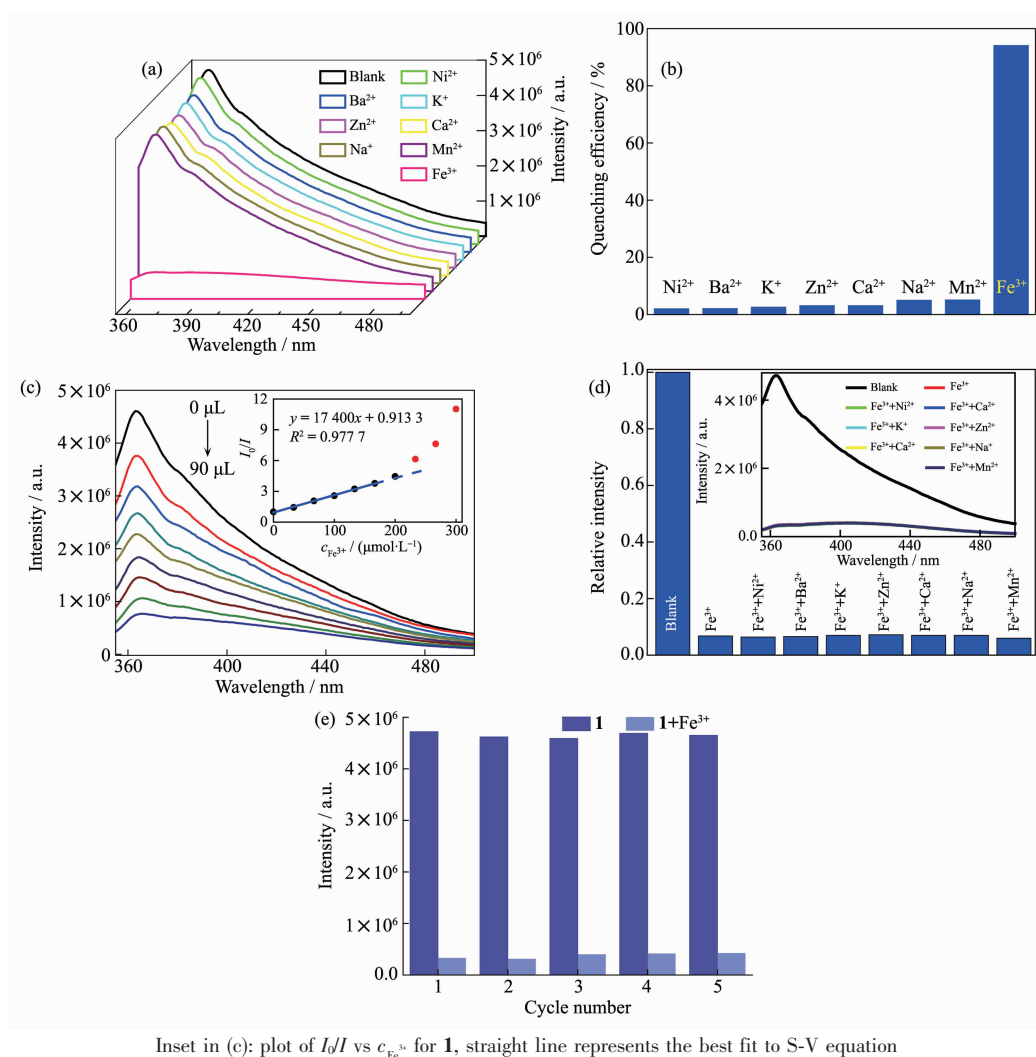 (a)
Blank
Ni²⁺
Ba²⁺
K⁺
Zn²⁺
Ca²⁺
Na⁺
Mn²⁺
Fe³⁺
5×10⁶
4×10⁶
3×10⁶
2×10⁶
1×10⁶
Intensity / a.u.
360 390 420 450 480
Wavelength / nm
(b)
100
80
60
40
20
0
Quenching efficiency / %
Ni²⁺ Ba²⁺ K⁺ Zn²⁺ Ca²⁺ Na²⁺ Mn²⁺ Fe³⁺
(c)
5×10⁶
4×10⁶
3×10⁶
2×10⁶
1×10⁶
0
Intensity / a.u.
0 μL
90 μL
12
9
6
3
0
I₀/I
y = 17 400x + 0.913 3
R² = 0.977 7
0 100 200 300
c_Fe³⁺ / (μmol·L⁻¹)
360 400 440 480
Wavelength / nm
(d)
1.0
0.8
0.6
0.4
0.2
0.0
Relative intensity
4×10⁶
2×10⁶
0.0
Intensity / a.u.
Blank
Fe³⁺
Fe³⁺+Ni²⁺
Fe³⁺+Ca²⁺
Fe³⁺+K⁺
Fe³⁺+Zn²⁺
Fe³⁺+Ca²⁺
Fe³⁺+Na⁺
Fe³⁺+Mn²⁺
360 400 440 480
Wavelength / nm
Blank
Fe³⁺
Fe³⁺+Ni²⁺
Fe³⁺+Ba²⁺
Fe³⁺+K⁺
Fe³⁺+Zn²⁺
Fe³⁺+Ca²⁺
Fe³⁺+Na²⁺
Fe³⁺+Mn²⁺
(e)
5×10⁶
4×10⁶
3×10⁶
2×10⁶
1×10⁶
0.0
Intensity / a.u.
1
1+Fe³⁺
1 2 3 4 5
Cycle number
Inset in (c): plot of I₀/I vs c_Fe³⁺ for 1, straight line represents the best fit to S-V equation